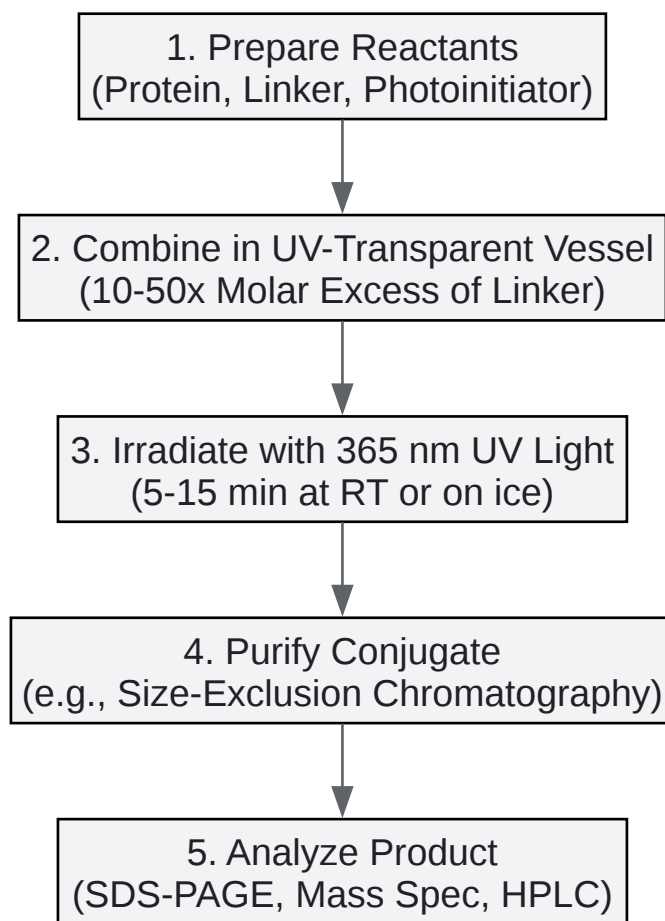 1. Prepare Reactants
(Protein, Linker, Photoinitiator)
2. Combine in UV-Transparent Vessel
(10-50x Molar Excess of Linker)
3. Irradiate with 365 nm UV Light
(5-15 min at RT or on ice)
4. Purify Conjugate
(e.g., Size-Exclusion Chromatography)
5. Analyze Product
(SDS-PAGE, Mass Spec, HPLC)